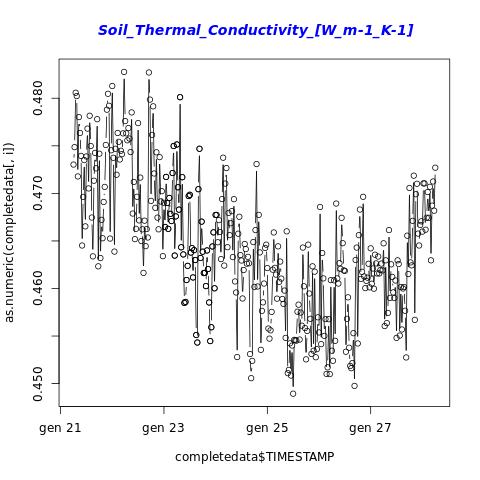 Soil_Thermal_Conductivity_[W_m-1_K-1]
as.numeric(completedata[, i])
0.480
0.470
0.460
0.450
gen 21
gen 23
gen 25
gen 27
completedata$TIMESTAMP